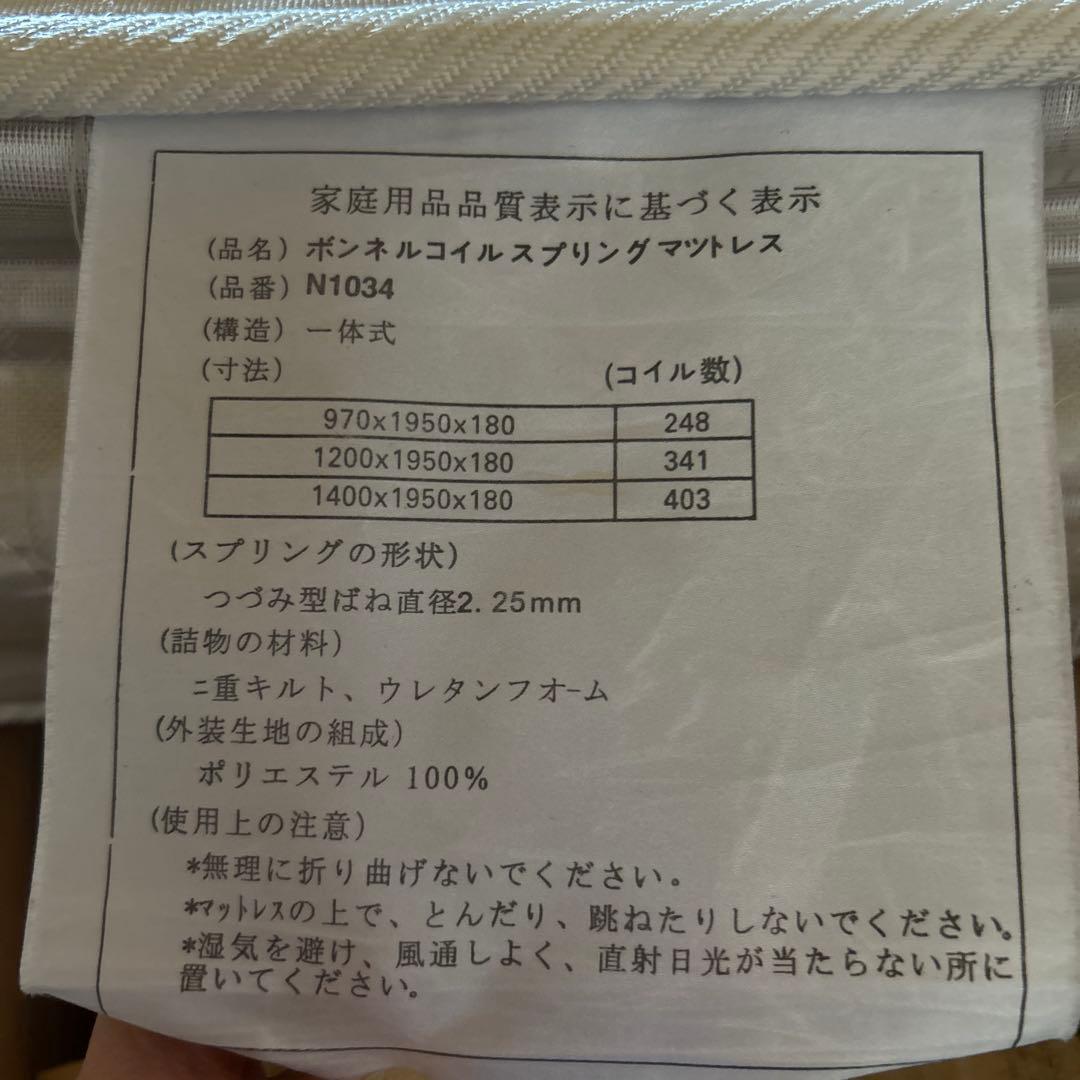 家庭用品品質表示に基づく表示
(品名) ボンネルコイルスプリングマツトレス
(品番) N1034
(構造) 一体式
(寸法) (コイル数)
970x1950x180 248
1200x1950x180 341
1400x1950x180 403
(スプリングの形状)
つづみ型ばね直径2.25mm
(詰物の材料)
ニ重キルト、ウレタンフオーム
(外装生地の組成)
ポリエステル 100%
(使用上の注意)
*無理に折り曲げないでください。
*ﾏｯﾄﾚｽの上で、とんだり、跳ねたりしないでください。
*湿気を避け、風通しよく、直射日光が当たらない所に
置いてください。